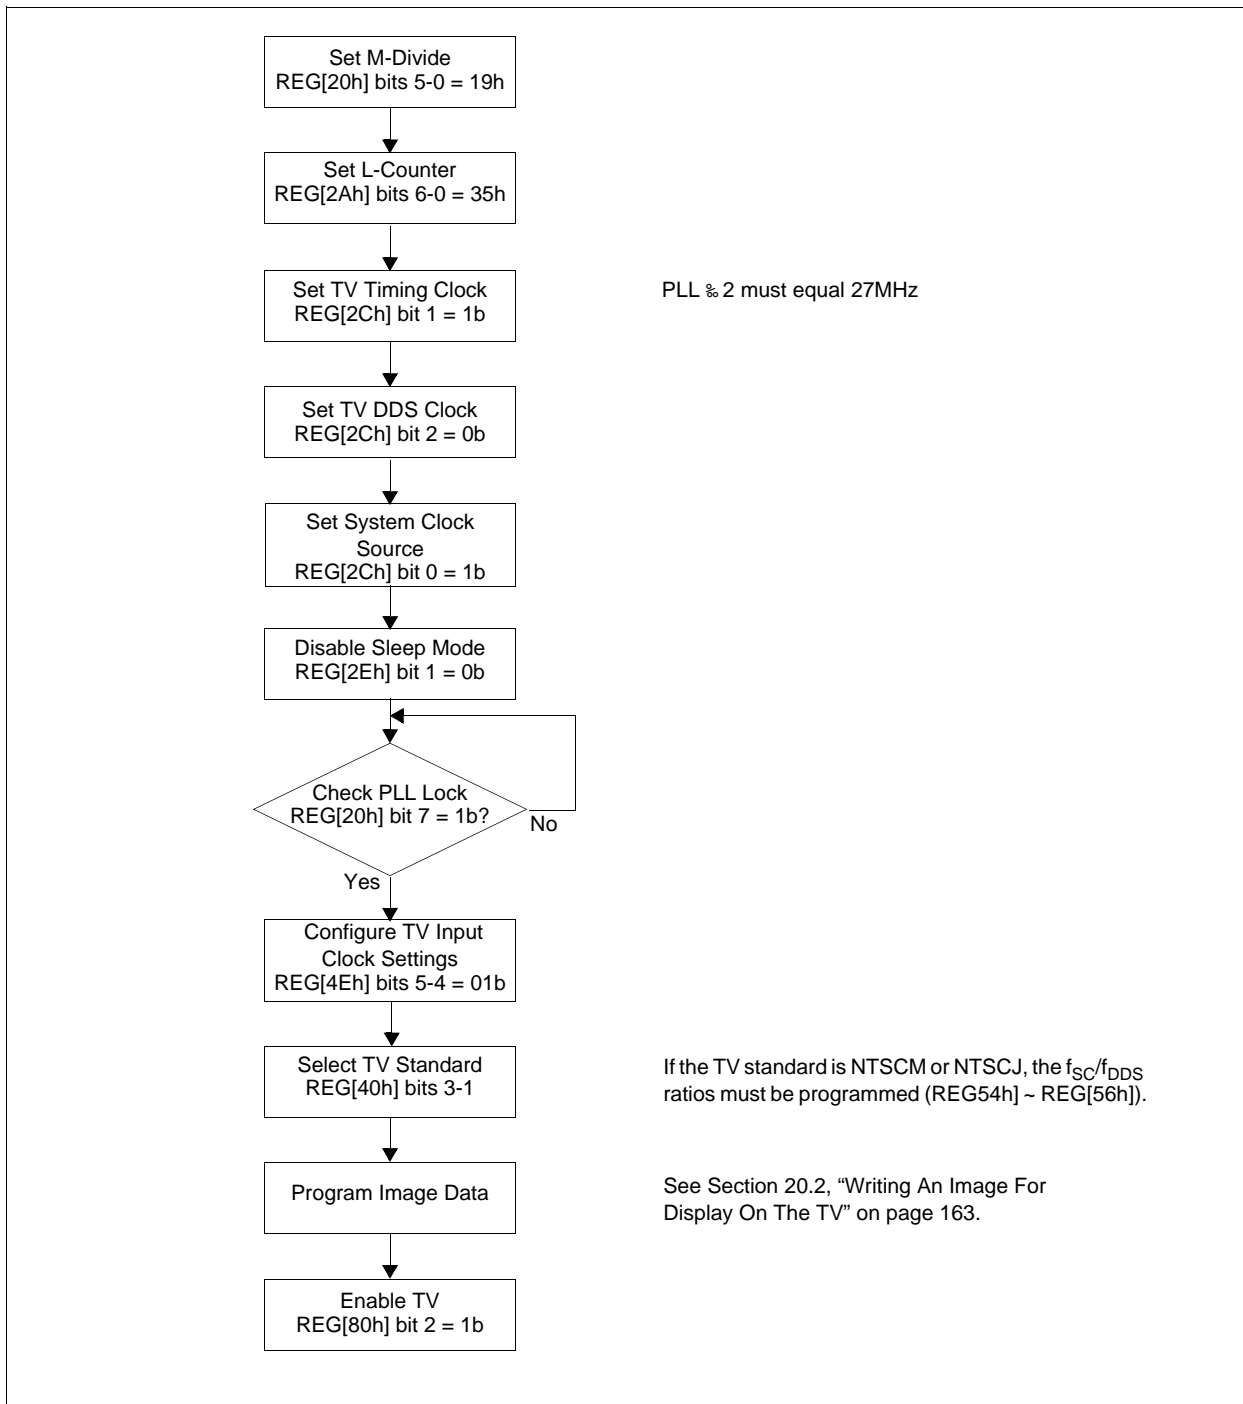 Set M-Divide
REG[20h] bits 5-0 = 19h
Set L-Counter
REG[2Ah] bits 6-0 = 35h
Set TV Timing Clock
REG[2Ch] bit 1 = 1b
PLL ‰ 2 must equal 27MHz
Set TV DDS Clock
REG[2Ch] bit 2 = 0b
Set System Clock
Source
REG[2Ch] bit 0 = 1b
Disable Sleep Mode
REG[2Eh] bit 1 = 0b
Check PLL Lock
REG[20h] bit 7 = 1b?
No
Yes
Configure TV Input
Clock Settings
REG[4Eh] bits 5-4 = 01b
Select TV Standard
REG[40h] bits 3-1
If the TV standard is NTSCM or NTSCJ, the fSC/fDDS
ratios must be programmed (REG54h] ~ REG[56h]).
Program Image Data
See Section 20.2, “Writing An Image For
Display On The TV” on page 163.
Enable TV
REG[80h] bit 2 = 1b